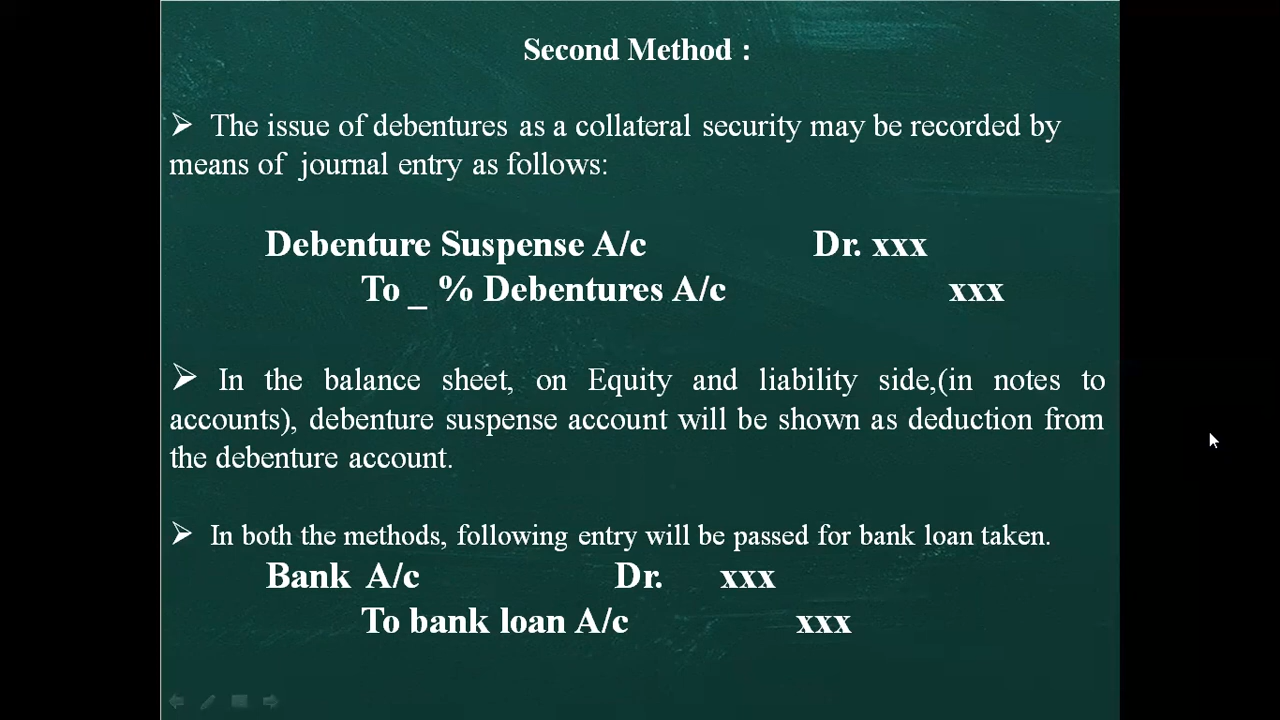 Second Method :
➢ The issue of debentures as a collateral security may be recorded by
means of journal entry as follows:
Debenture Suspense A/c Dr. xxx
To _ % Debentures A/c xxx
➢ In the balance sheet, on Equity and liability side,(in notes to
accounts), debenture suspense account will be shown as deduction from
the debenture account.
➢ In both the methods, following entry will be passed for bank loan taken.
Bank A/c Dr. xxx
To bank loan A/c xxx